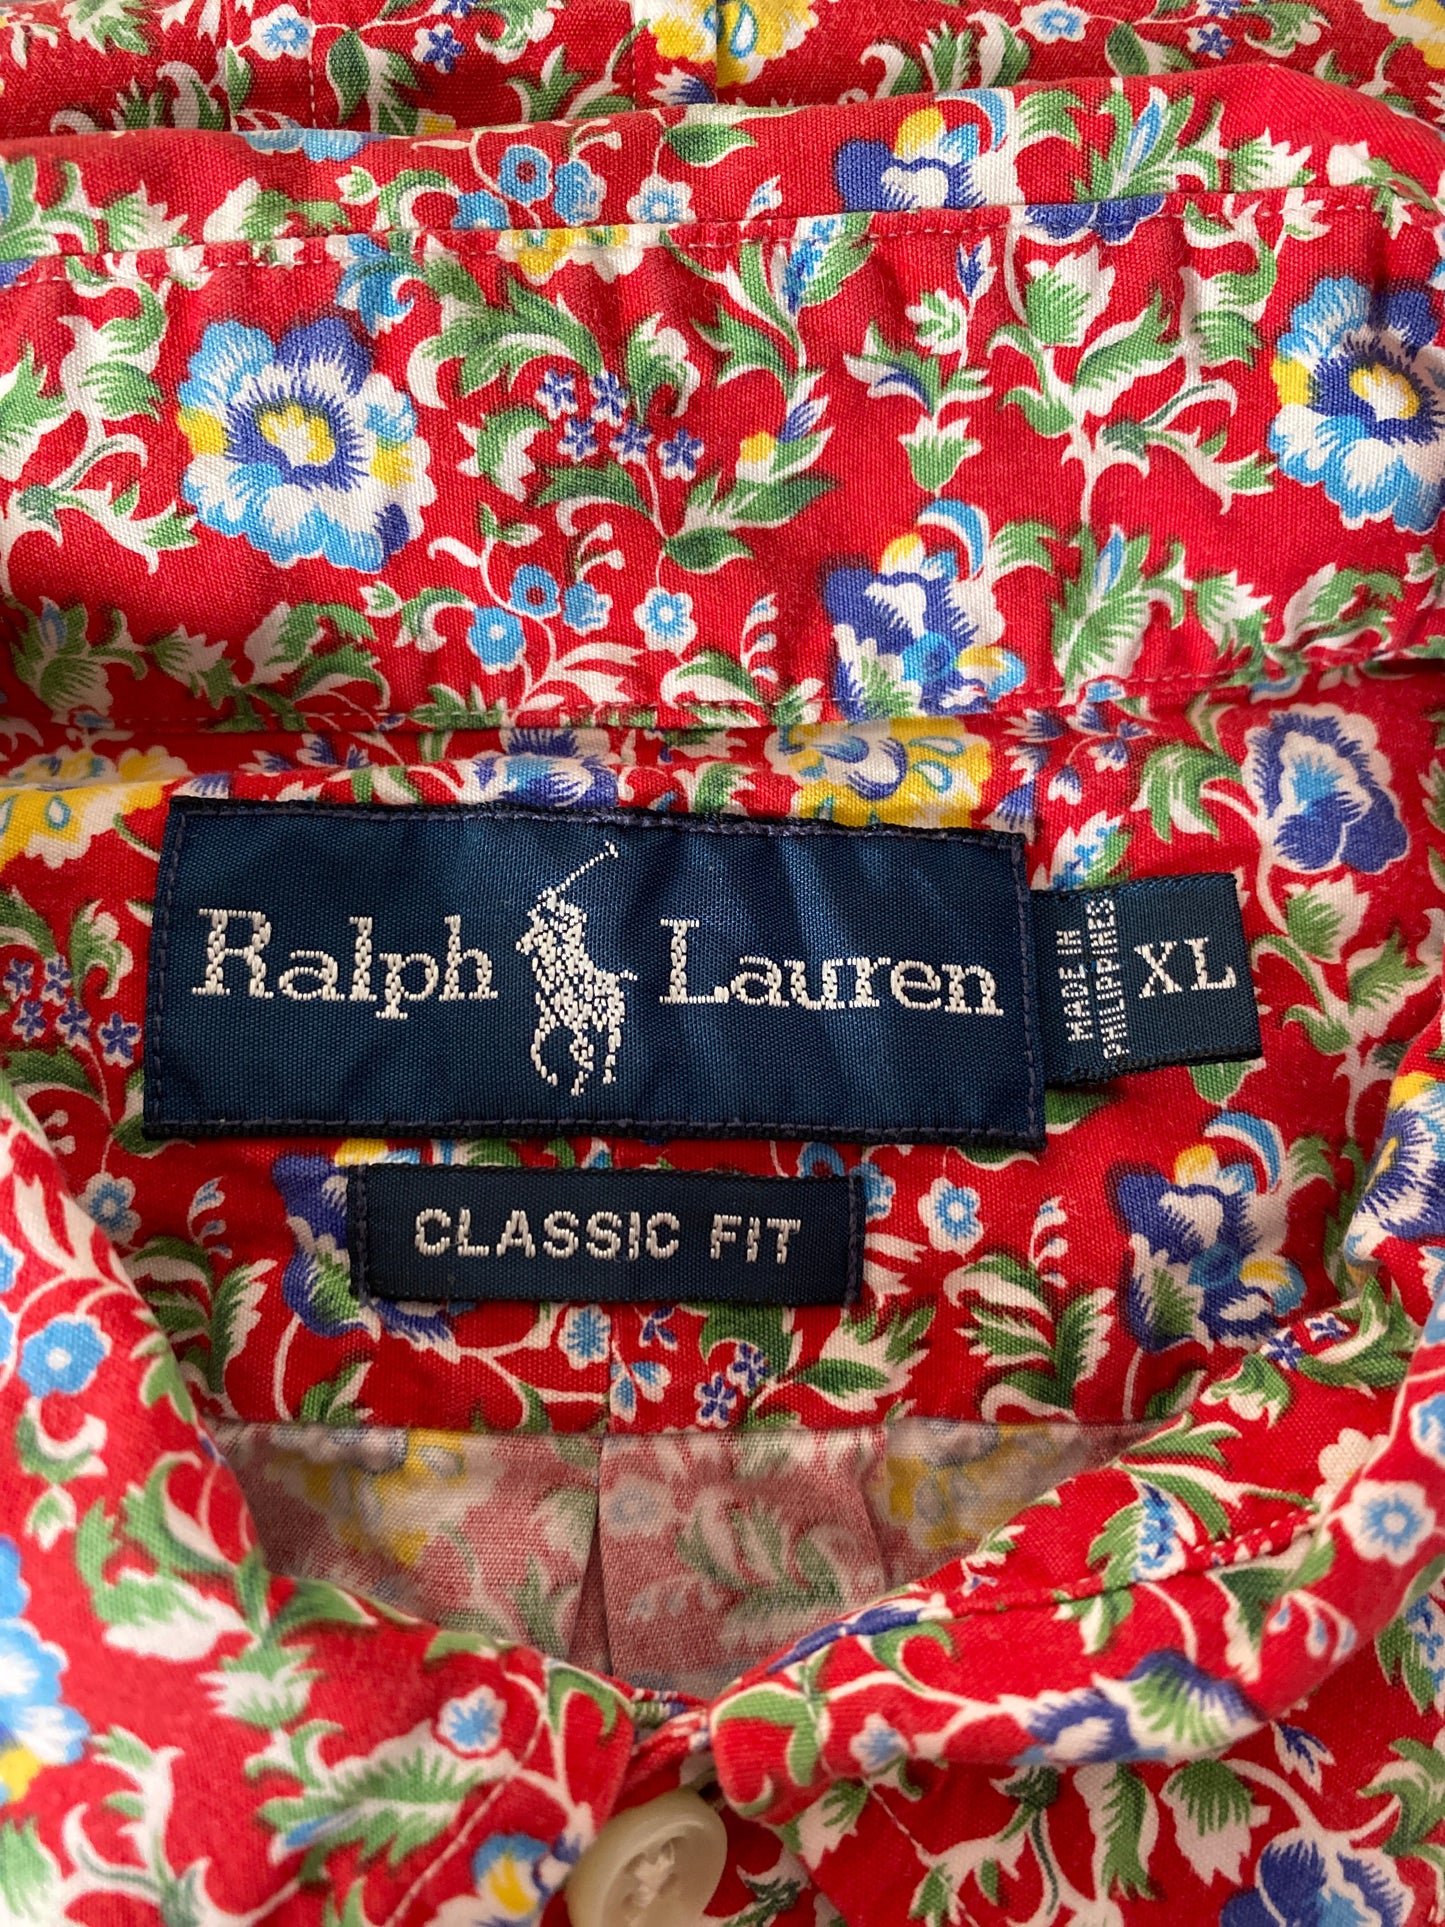 Ralph Lauren
MADE IN
PHILIPPINES
XL
CLASSIC FIT